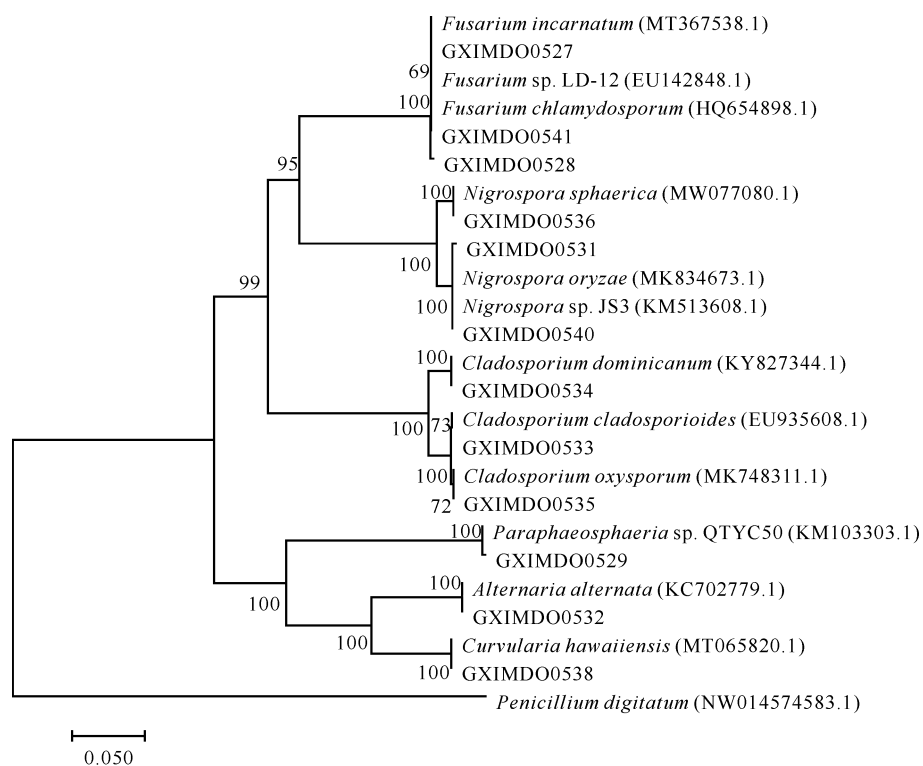 Fusarium incarnatum (MT367538.1)
GXIMDO0527
69
Fusarium sp. LD-12 (EU142848.1)
100
Fusarium chlamydosporum (HQ654898.1)
GXIMDO0541
95
GXIMDO0528
100
Nigrospora sphaerica (MW077080.1)
GXIMDO0536
GXIMDO0531
100
99
Nigrospora oryzae (MK834673.1)
100
Nigrospora sp. JS3 (KM513608.1)
GXIMDO0540
100
Cladosporium dominicanum (KY827344.1)
GXIMDO0534
100
73
Cladosporium cladosporioides (EU935608.1)
GXIMDO0533
100
Cladosporium oxysporum (MK748311.1)
72
GXIMDO0535
100
Paraphaeosphaeria sp. QTYC50 (KM103303.1)
GXIMDO0529
100
100
Alternaria alternata (KC702779.1)
GXIMDO0532
100
Curvularia hawaiiensis (MT065820.1)
100
GXIMDO0538
Penicillium digitatum (NW014574583.1)
0.050